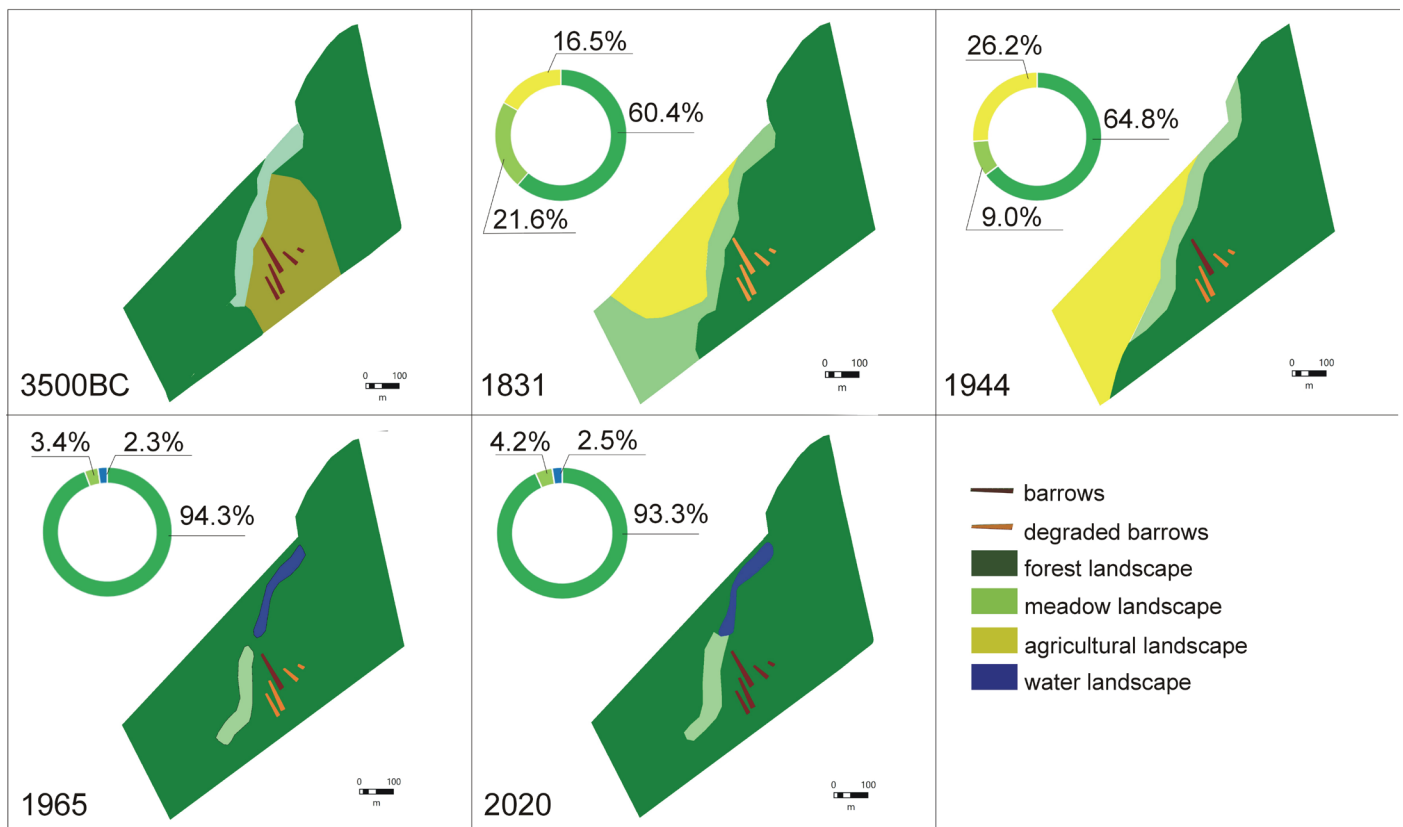 3500BC
0 100
m
16.5%
60.4%
21.6%
1831
0 100
m
26.2%
64.8%
9.0%
1944
0 100
m
3.4% 2.3%
94.3%
1965
0 100
m
4.2% 2.5%
93.3%
2020
0 100
m
barrows
degraded barrows
forest landscape
meadow landscape
agricultural landscape
water landscape